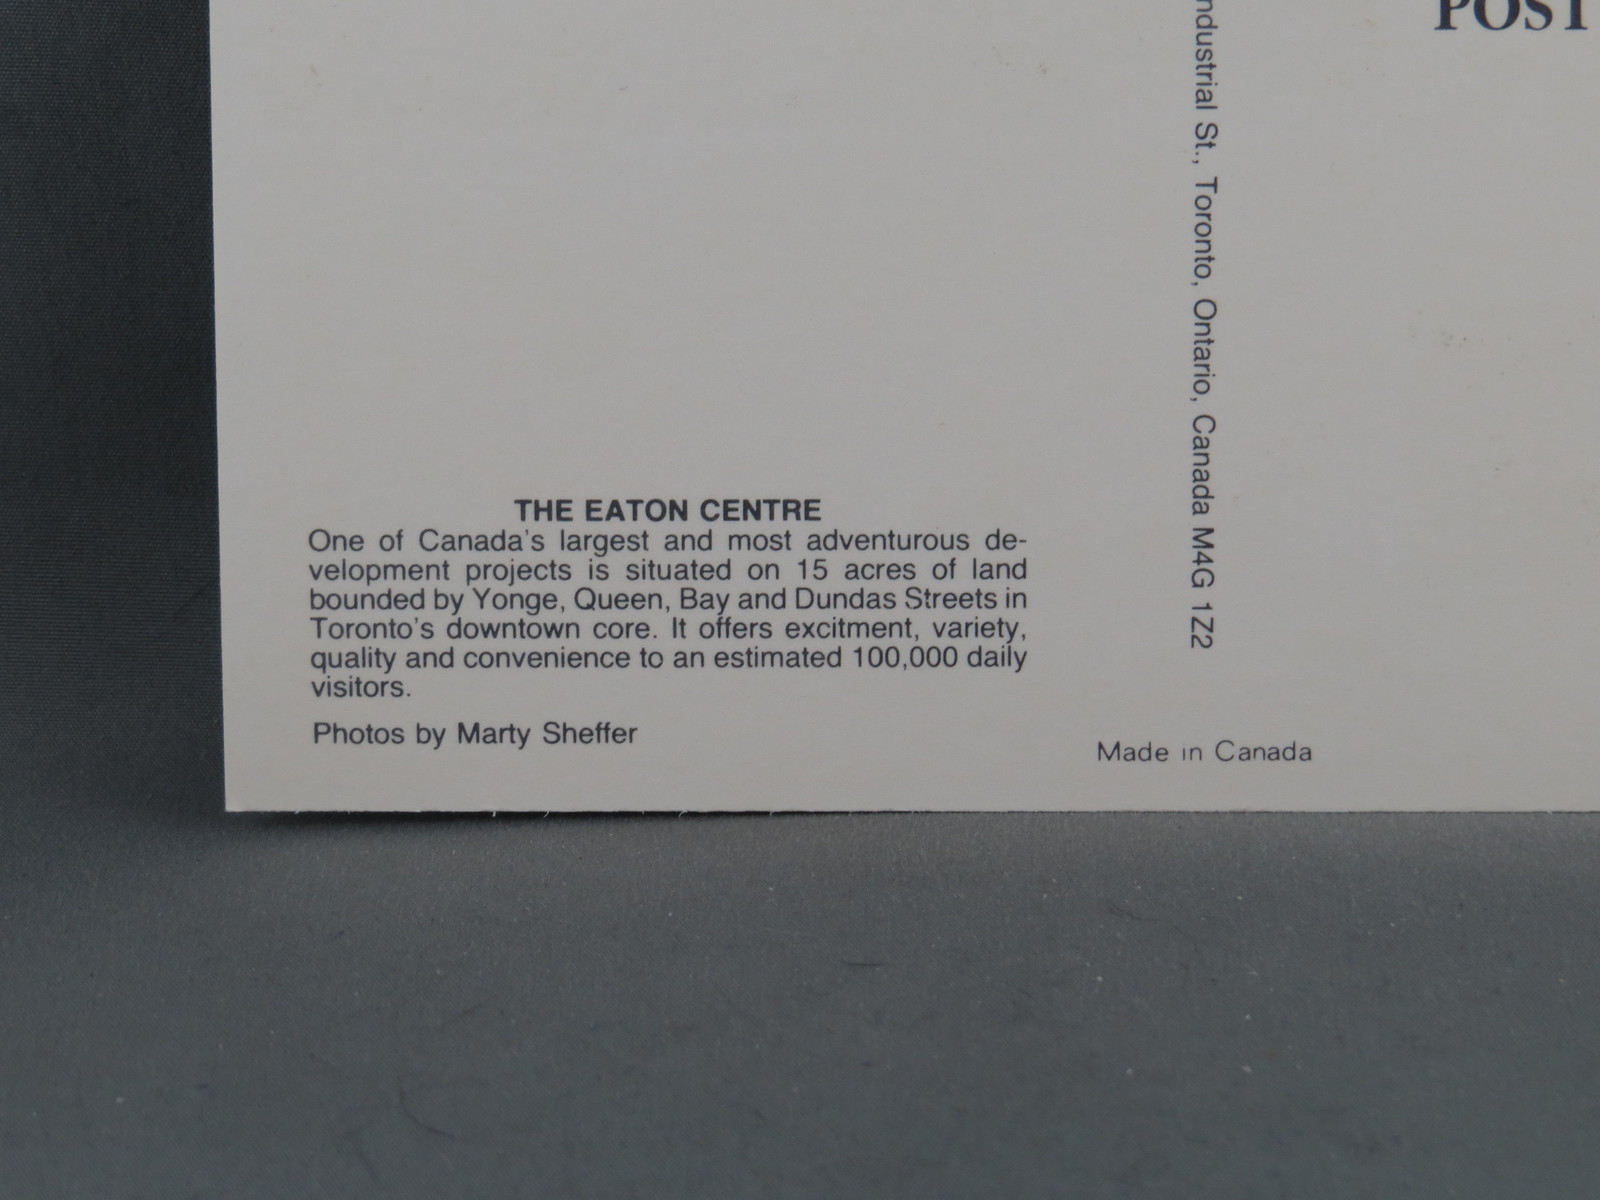 THE EATON CENTRE
One of Canada's largest and most adventurous de-
velopment projects is situated on 15 acres of land
bounded by Yonge, Queen, Bay and Dundas Streets in
Toronto's downtown core. It offers excitment, variety,
quality and convenience to an estimated 100,000 daily
visitors.
Photos by Marty Sheffer
ndustrial St., Toronto, Ontario, Canada M4G 1Z2
Made in Canada
POST